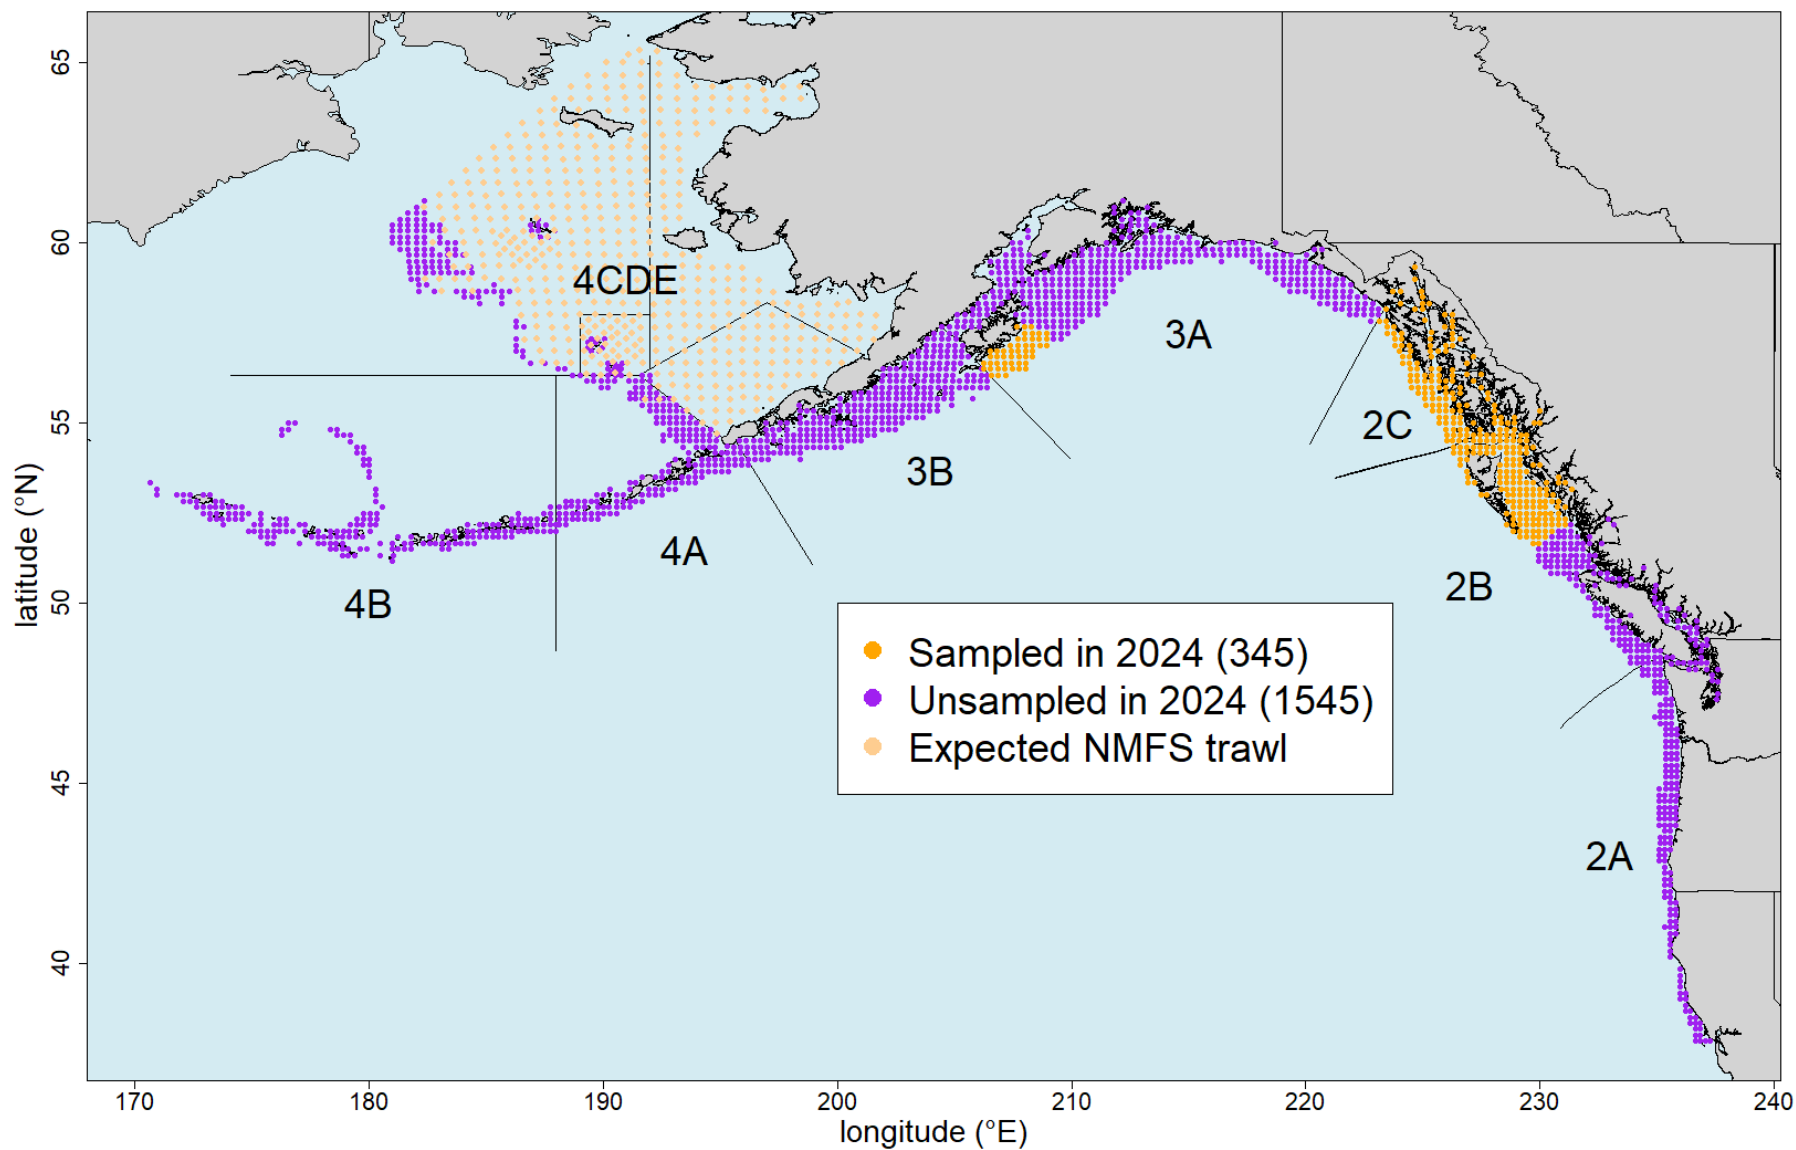 65
60
55
50
45
40
latitude (°N)
4CDE
3A
2C
3B
4A
2B
4B
2A
Sampled in 2024 (345)
Unsampled in 2024 (1545)
Expected NMFS trawl
170
180
190
200
210
220
230
240
longitude (°E)